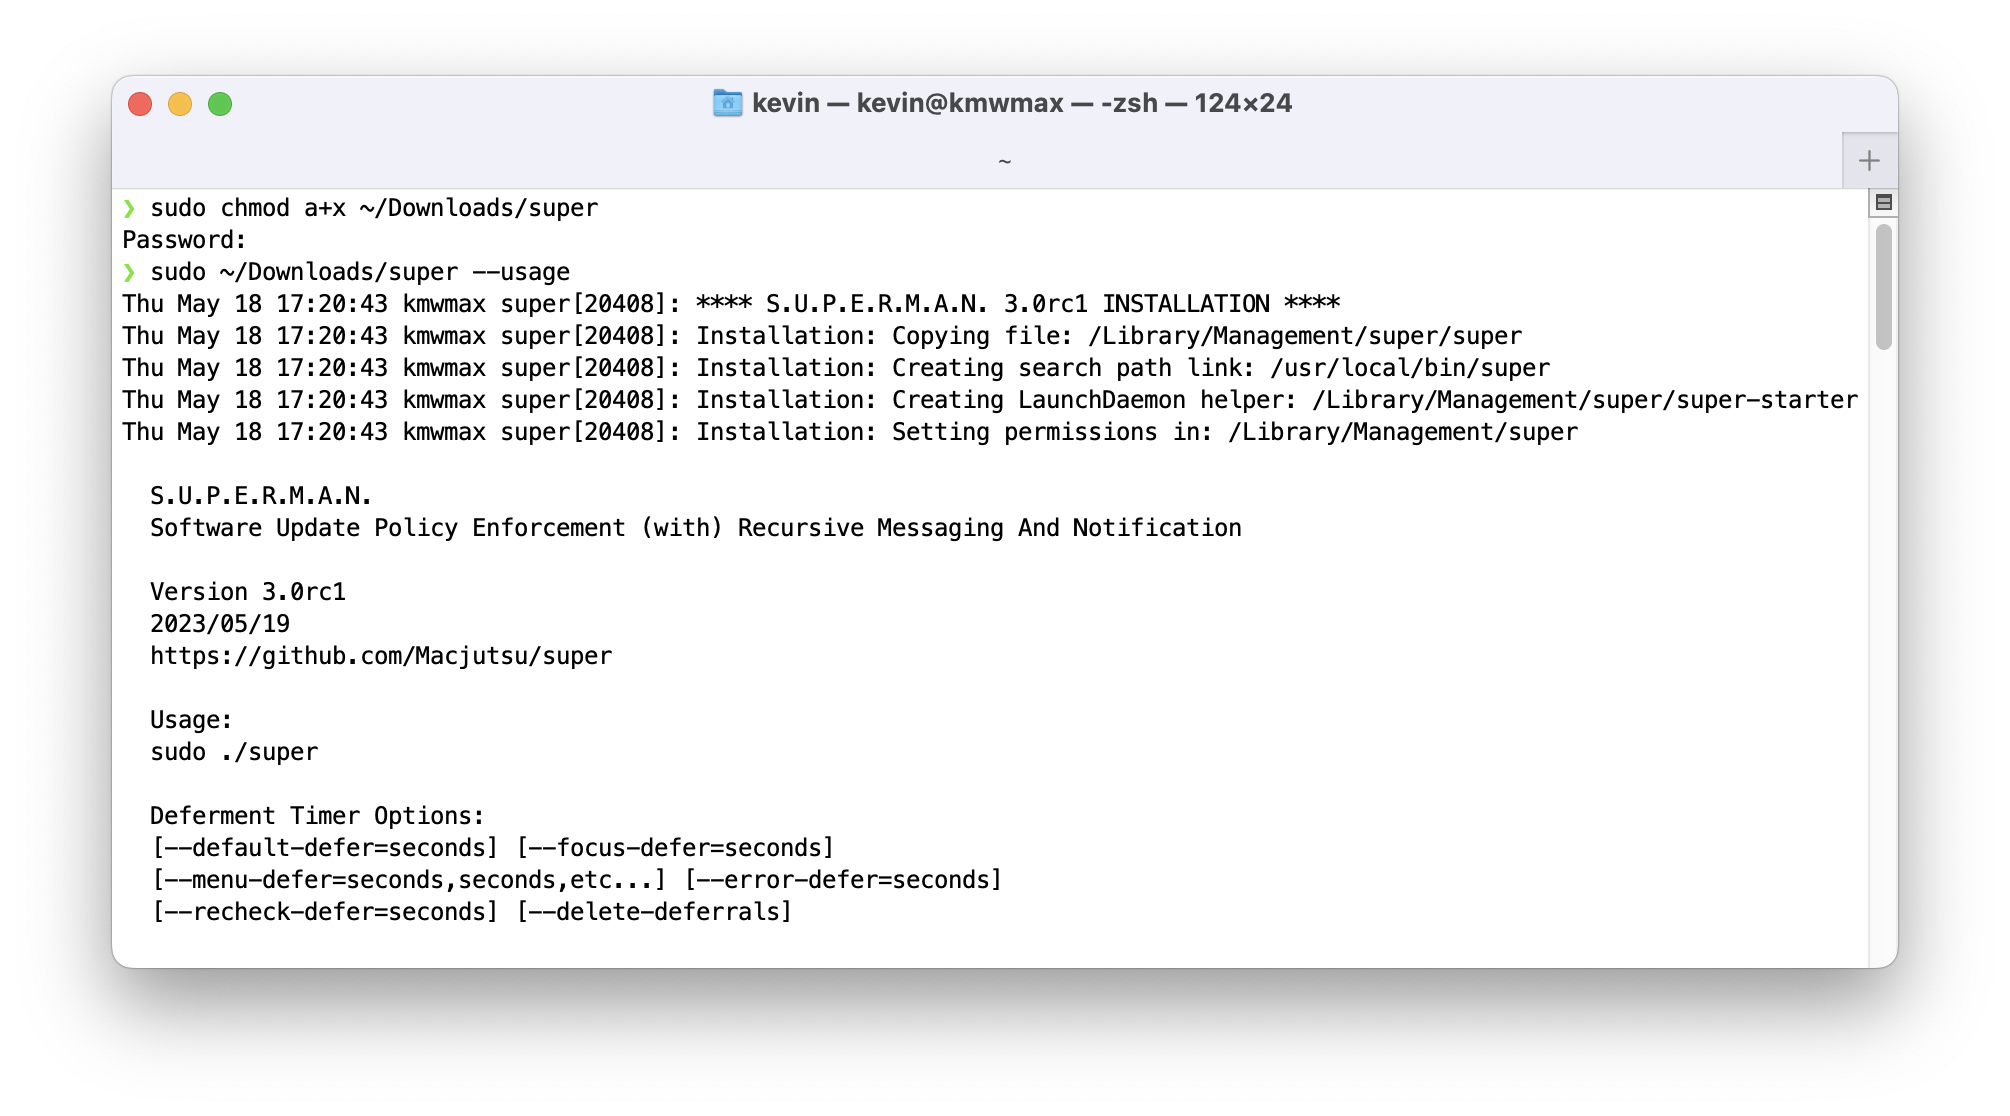 kevin — kevin@kmwmax — -zsh — 124×24
~
❯ sudo chmod a+x ~/Downloads/super
Password:
❯ sudo ~/Downloads/super --usage
Thu May 18 17:20:43 kmwmax super[20408]: **** S.U.P.E.R.M.A.N. 3.0rc1 INSTALLATION ****
Thu May 18 17:20:43 kmwmax super[20408]: Installation: Copying file: /Library/Management/super/super
Thu May 18 17:20:43 kmwmax super[20408]: Installation: Creating search path link: /usr/local/bin/super
Thu May 18 17:20:43 kmwmax super[20408]: Installation: Creating LaunchDaemon helper: /Library/Management/super/super-starter
Thu May 18 17:20:43 kmwmax super[20408]: Installation: Setting permissions in: /Library/Management/super
S.U.P.E.R.M.A.N.
Software Update Policy Enforcement (with) Recursive Messaging And Notification
Version 3.0rc1
2023/05/19
https://github.com/Macjutsu/super
Usage:
sudo ./super
Deferment Timer Options:
[--default-defer=seconds] [--focus-defer=seconds]
[--menu-defer=seconds,seconds,etc...] [--error-defer=seconds]
[--recheck-defer=seconds] [--delete-deferrals]